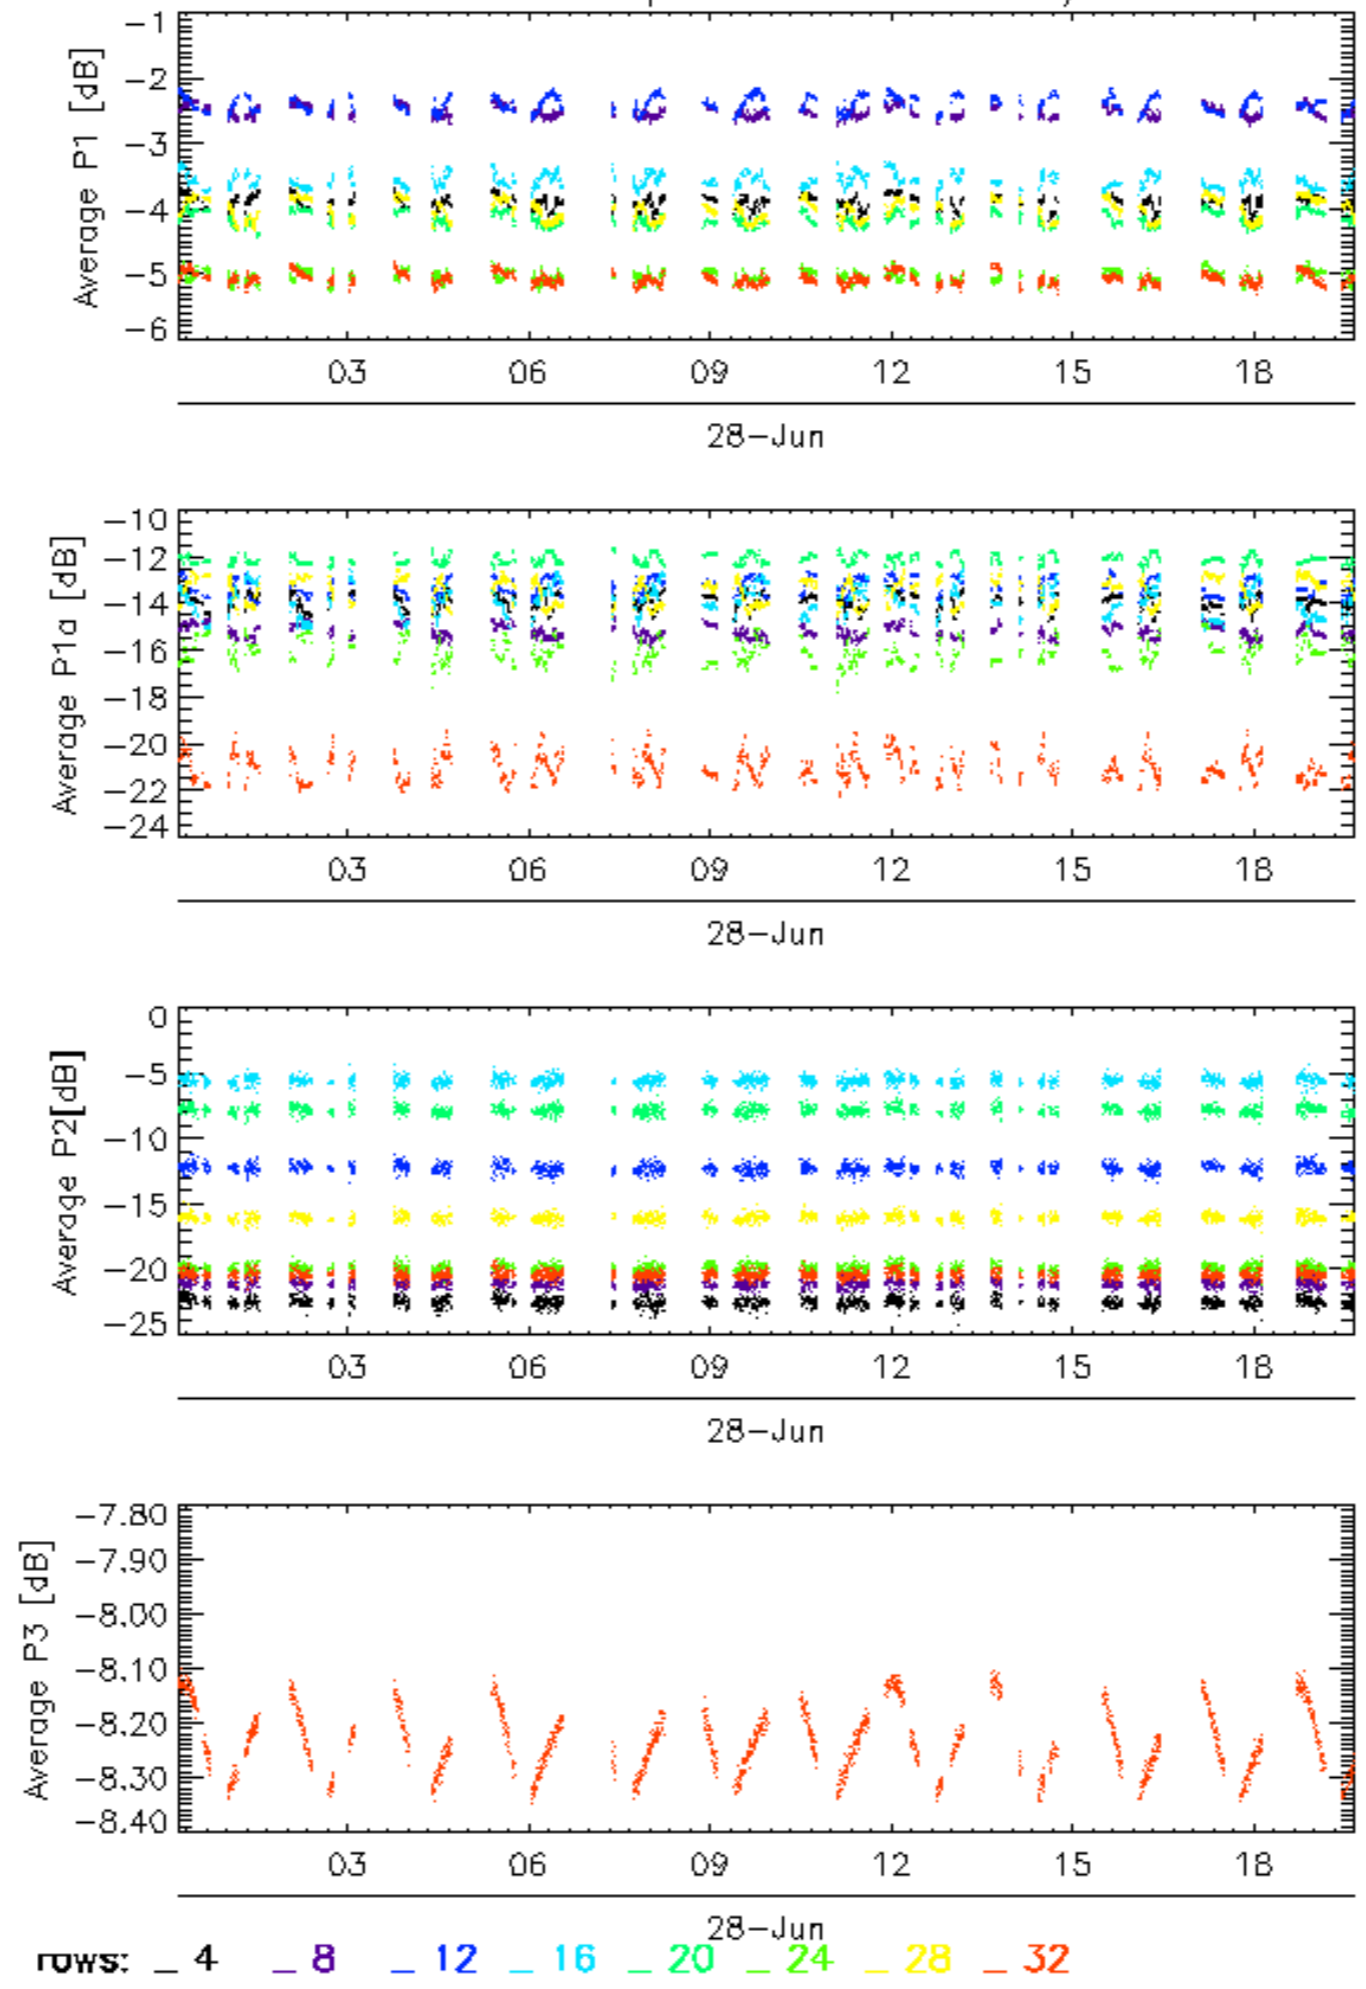 Average P1 [dB]
-1
-2
-3
-4
-5
-6
03 06 09 12 15 18
28-Jun
Average P1a [dB]
-10
-12
-14
-16
-18
-20
-22
-24
03 06 09 12 15 18
28-Jun
Average P2[dB]
0
-5
-10
-15
-20
-25
03 06 09 12 15 18
28-Jun
Average P3 [dB]
-7.80
-7.90
-8.00
-8.10
-8.20
-8.30
-8.40
03 06 09 12 15 18
28-Jun
rows: _ 4 _ 8 _ 12 _ 16 _ 20 _ 24 _ 28 _ 32